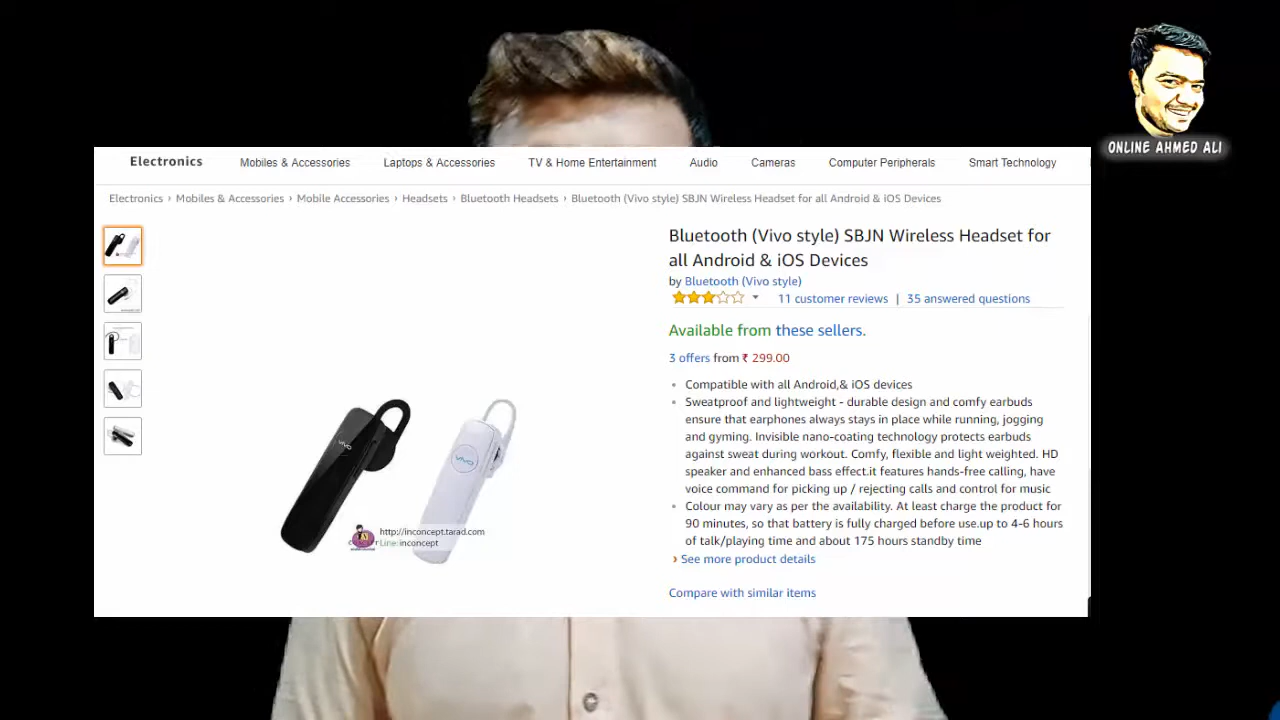 ONLINE AHMED ALI
Electronics
Mobiles & Accessories
Laptops & Accessories
TV & Home Entertainment
Audio
Cameras
Computer Peripherals
Smart Technology
Electronics › Mobiles & Accessories › Mobile Accessories › Headsets › Bluetooth Headsets › Bluetooth (Vivo style) SBJN Wireless Headset for all Android & iOS Devices
Bluetooth (Vivo style) SBJN Wireless Headset for
all Android & iOS Devices
by Bluetooth (Vivo style)
11 customer reviews | 35 answered questions
Available from these sellers.
3 offers from ₹ 299.00
Compatible with all Android,& iOS devices
Sweatproof and lightweight - durable design and comfy earbuds
ensure that earphones always stays in place while running, jogging
and gyming. Invisible nano-coating technology protects earbuds
against sweat during workout. Comfy, flexible and light weighted. HD
speaker and enhanced bass effect.it features hands-free calling, have
voice command for picking up / rejecting calls and control for music
Colour may vary as per the availability. At least charge the product for
90 minutes, so that battery is fully charged before use.up to 4-6 hours
of talk/playing time and about 175 hours standby time
› See more product details
Compare with similar items
VIVO
VIVO
http://inconcept.tarad.com
Line:inconcept